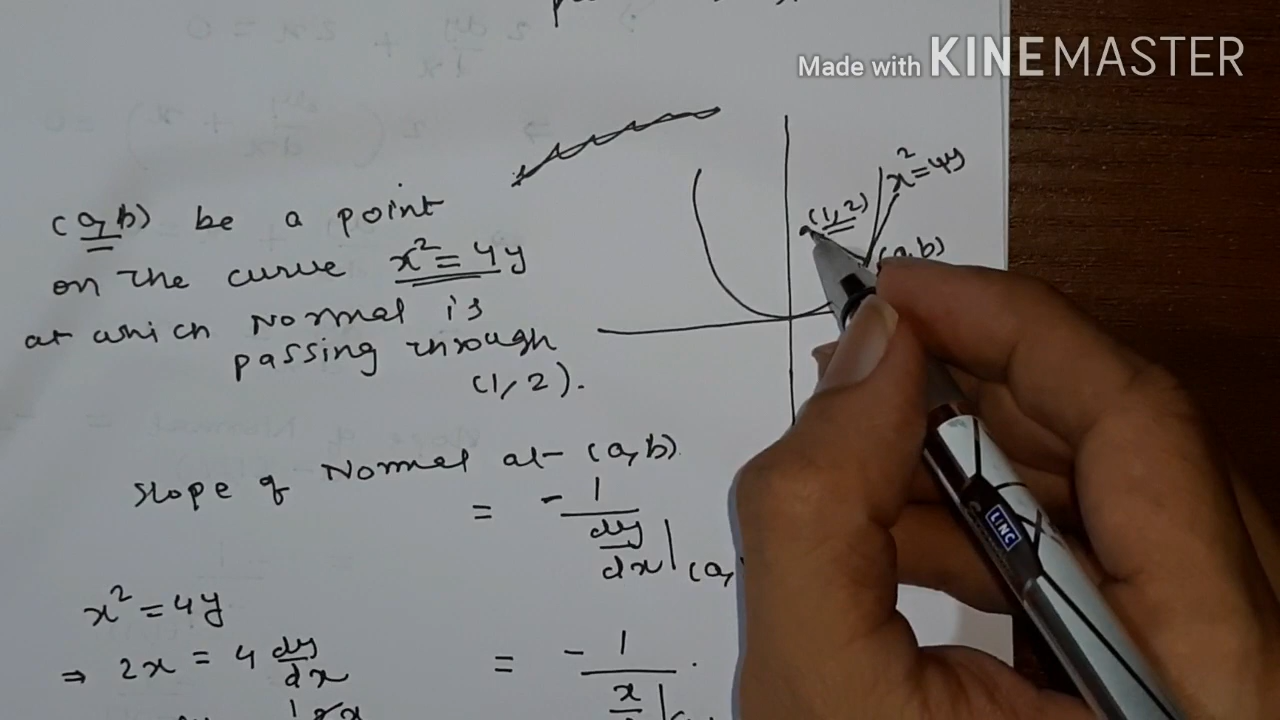 Made with KINEMASTER
(a,b) be a point
on the curve x² = 4y
at which Normal is
passing through
(1,2).
(1,2)
x² = 4y
(a,b)
Slope of Normal at (a,b)
= - 1
dy
dx (a,
x² = 4y
⇒ 2x = 4 dy
dx
= - 1
x
LINC